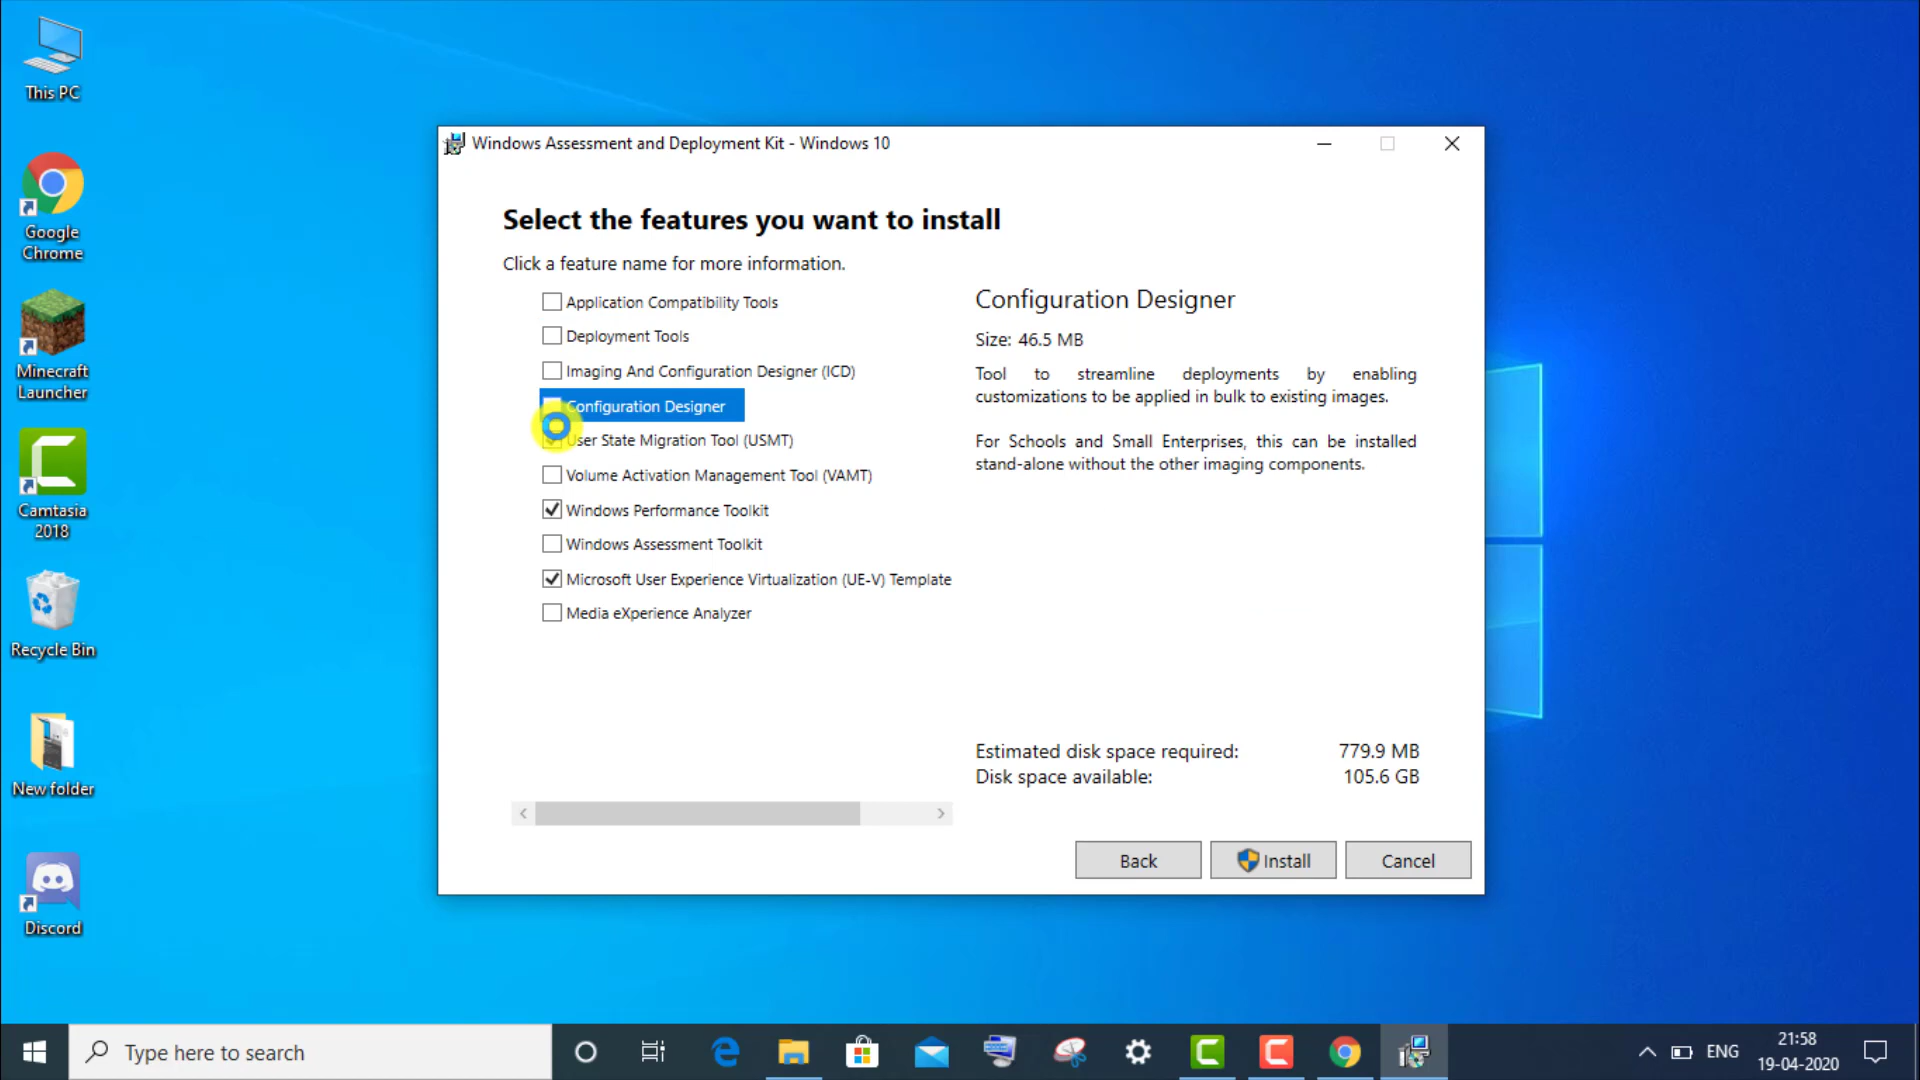 This PC
Google
Chrome
Minecraft
Launcher
Camtasia
2018
Recycle Bin
New folder
Discord
Windows Assessment and Deployment Kit - Windows 10
Select the features you want to install
Click a feature name for more information.
Application Compatibility Tools
Deployment Tools
Imaging And Configuration Designer (ICD)
Configuration Designer
User State Migration Tool (USMT)
Volume Activation Management Tool (VAMT)
Windows Performance Toolkit
Windows Assessment Toolkit
Microsoft User Experience Virtualization (UE-V) Template
Media eXperience Analyzer
Configuration Designer
Size: 46.5 MB
Tool to streamline deployments by enabling
customizations to be applied in bulk to existing images.
For Schools and Small Enterprises, this can be installed
stand-alone without the other imaging components.
Estimated disk space required: 779.9 MB
Disk space available: 105.6 GB
Back
Install
Cancel
Type here to search
ENG
21:58
19-04-2020